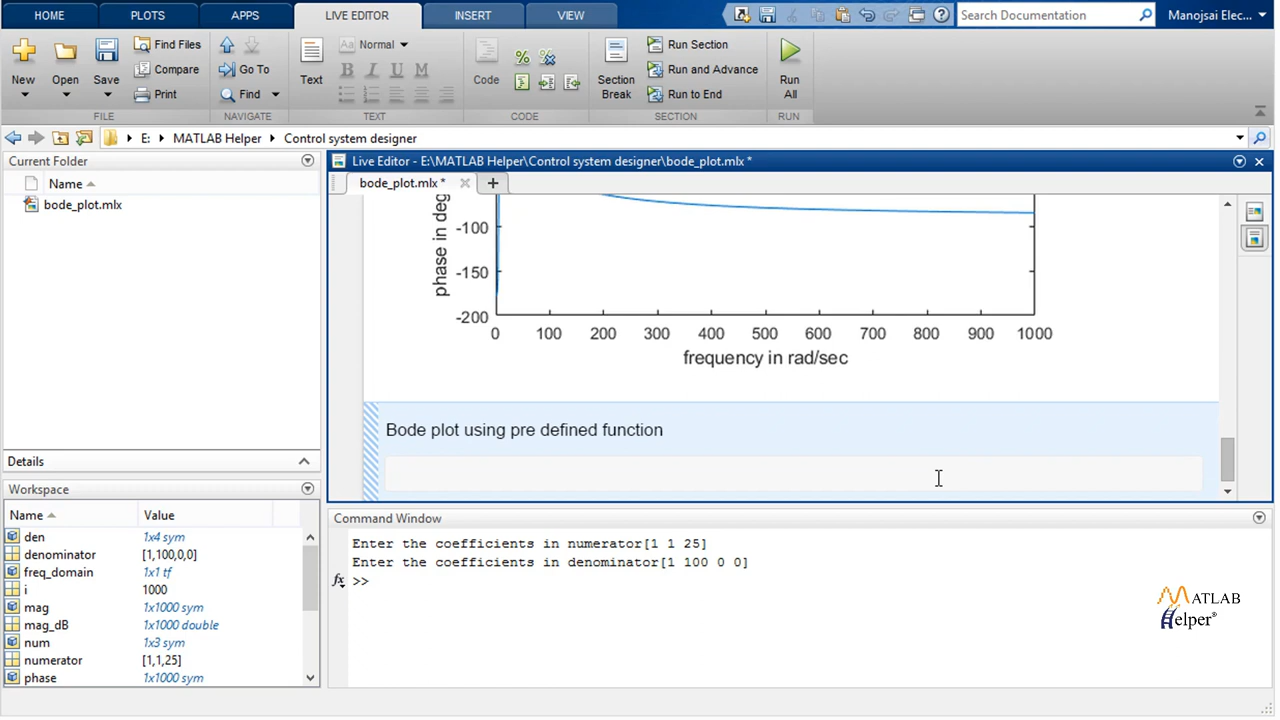 HOME PLOTS APPS LIVE EDITOR INSERT VIEW Search Documentation Manojsai Elec...
New Open Save Find Files Compare Print
FILE
Go To Find
NAVIGATE
Text Aa Normal B I U M
TEXT
Code
CODE
Section Break Run Section Run and Advance Run to End
SECTION
Run All
RUN
E: MATLAB Helper Control system designer
Current Folder
Name
bode_plot.mlx
Details
Workspace
Name Value
den 1x4 sym
denominator [1,100,0,0]
freq_domain 1x1 tf
i 1000
mag 1x1000 sym
mag_dB 1x1000 double
num 1x3 sym
numerator [1,1,25]
phase 1x1000 sym
Live Editor - E:\MATLAB Helper\Control system designer\bode_plot.mlx *
bode_plot.mlx *
phase in deg
-100
-150
-200
0 100 200 300 400 500 600 700 800 900 1000
frequency in rad/sec
Bode plot using pre defined function
Command Window
Enter the coefficients in numerator[1 1 25]
Enter the coefficients in denominator[1 100 0 0]
fx >>
MATLAB
Helper®